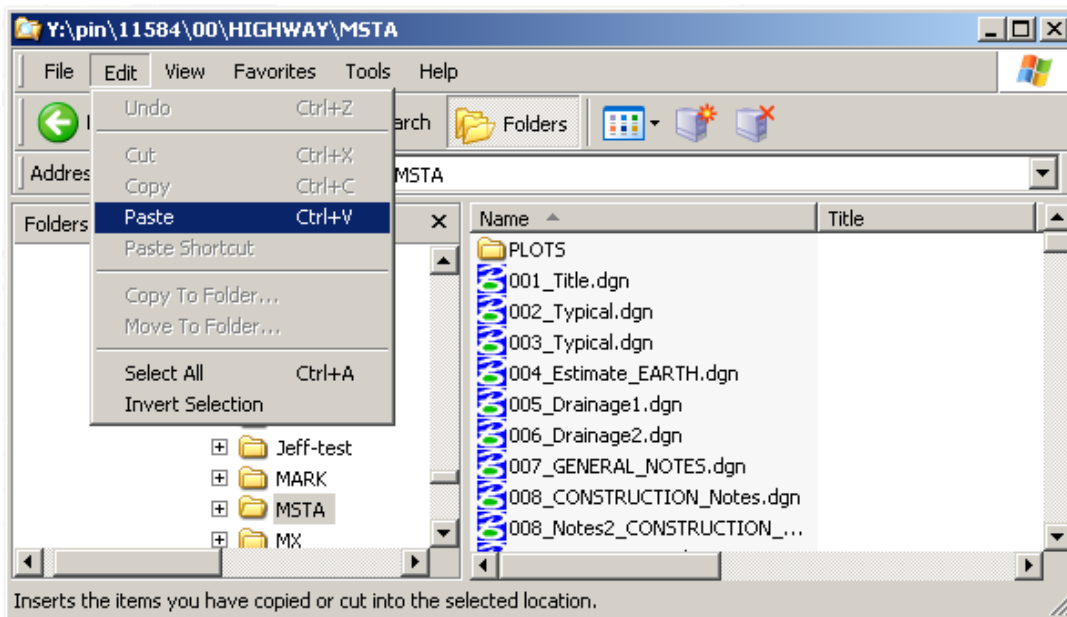 Y:\pin\11584\00\HIGHWAY\MSTA
File Edit View Favorites Tools Help
Folders
MSTA
Undo Ctrl+Z
Cut Ctrl+X
Copy Ctrl+C
Paste Ctrl+V
Paste Shortcut
Copy To Folder...
Move To Folder...
Select All Ctrl+A
Invert Selection
Folders
Jeff-test
MARK
MSTA
MX
Name Title
PLOTS
001_Title.dgn
002_Typical.dgn
003_Typical.dgn
004_Estimate_EARTH.dgn
005_Drainage1.dgn
006_Drainage2.dgn
007_GENERAL_NOTES.dgn
008_CONSTRUCTION_Notes.dgn
008_Notes2_CONSTRUCTION_...
Inserts the items you have copied or cut into the selected location.